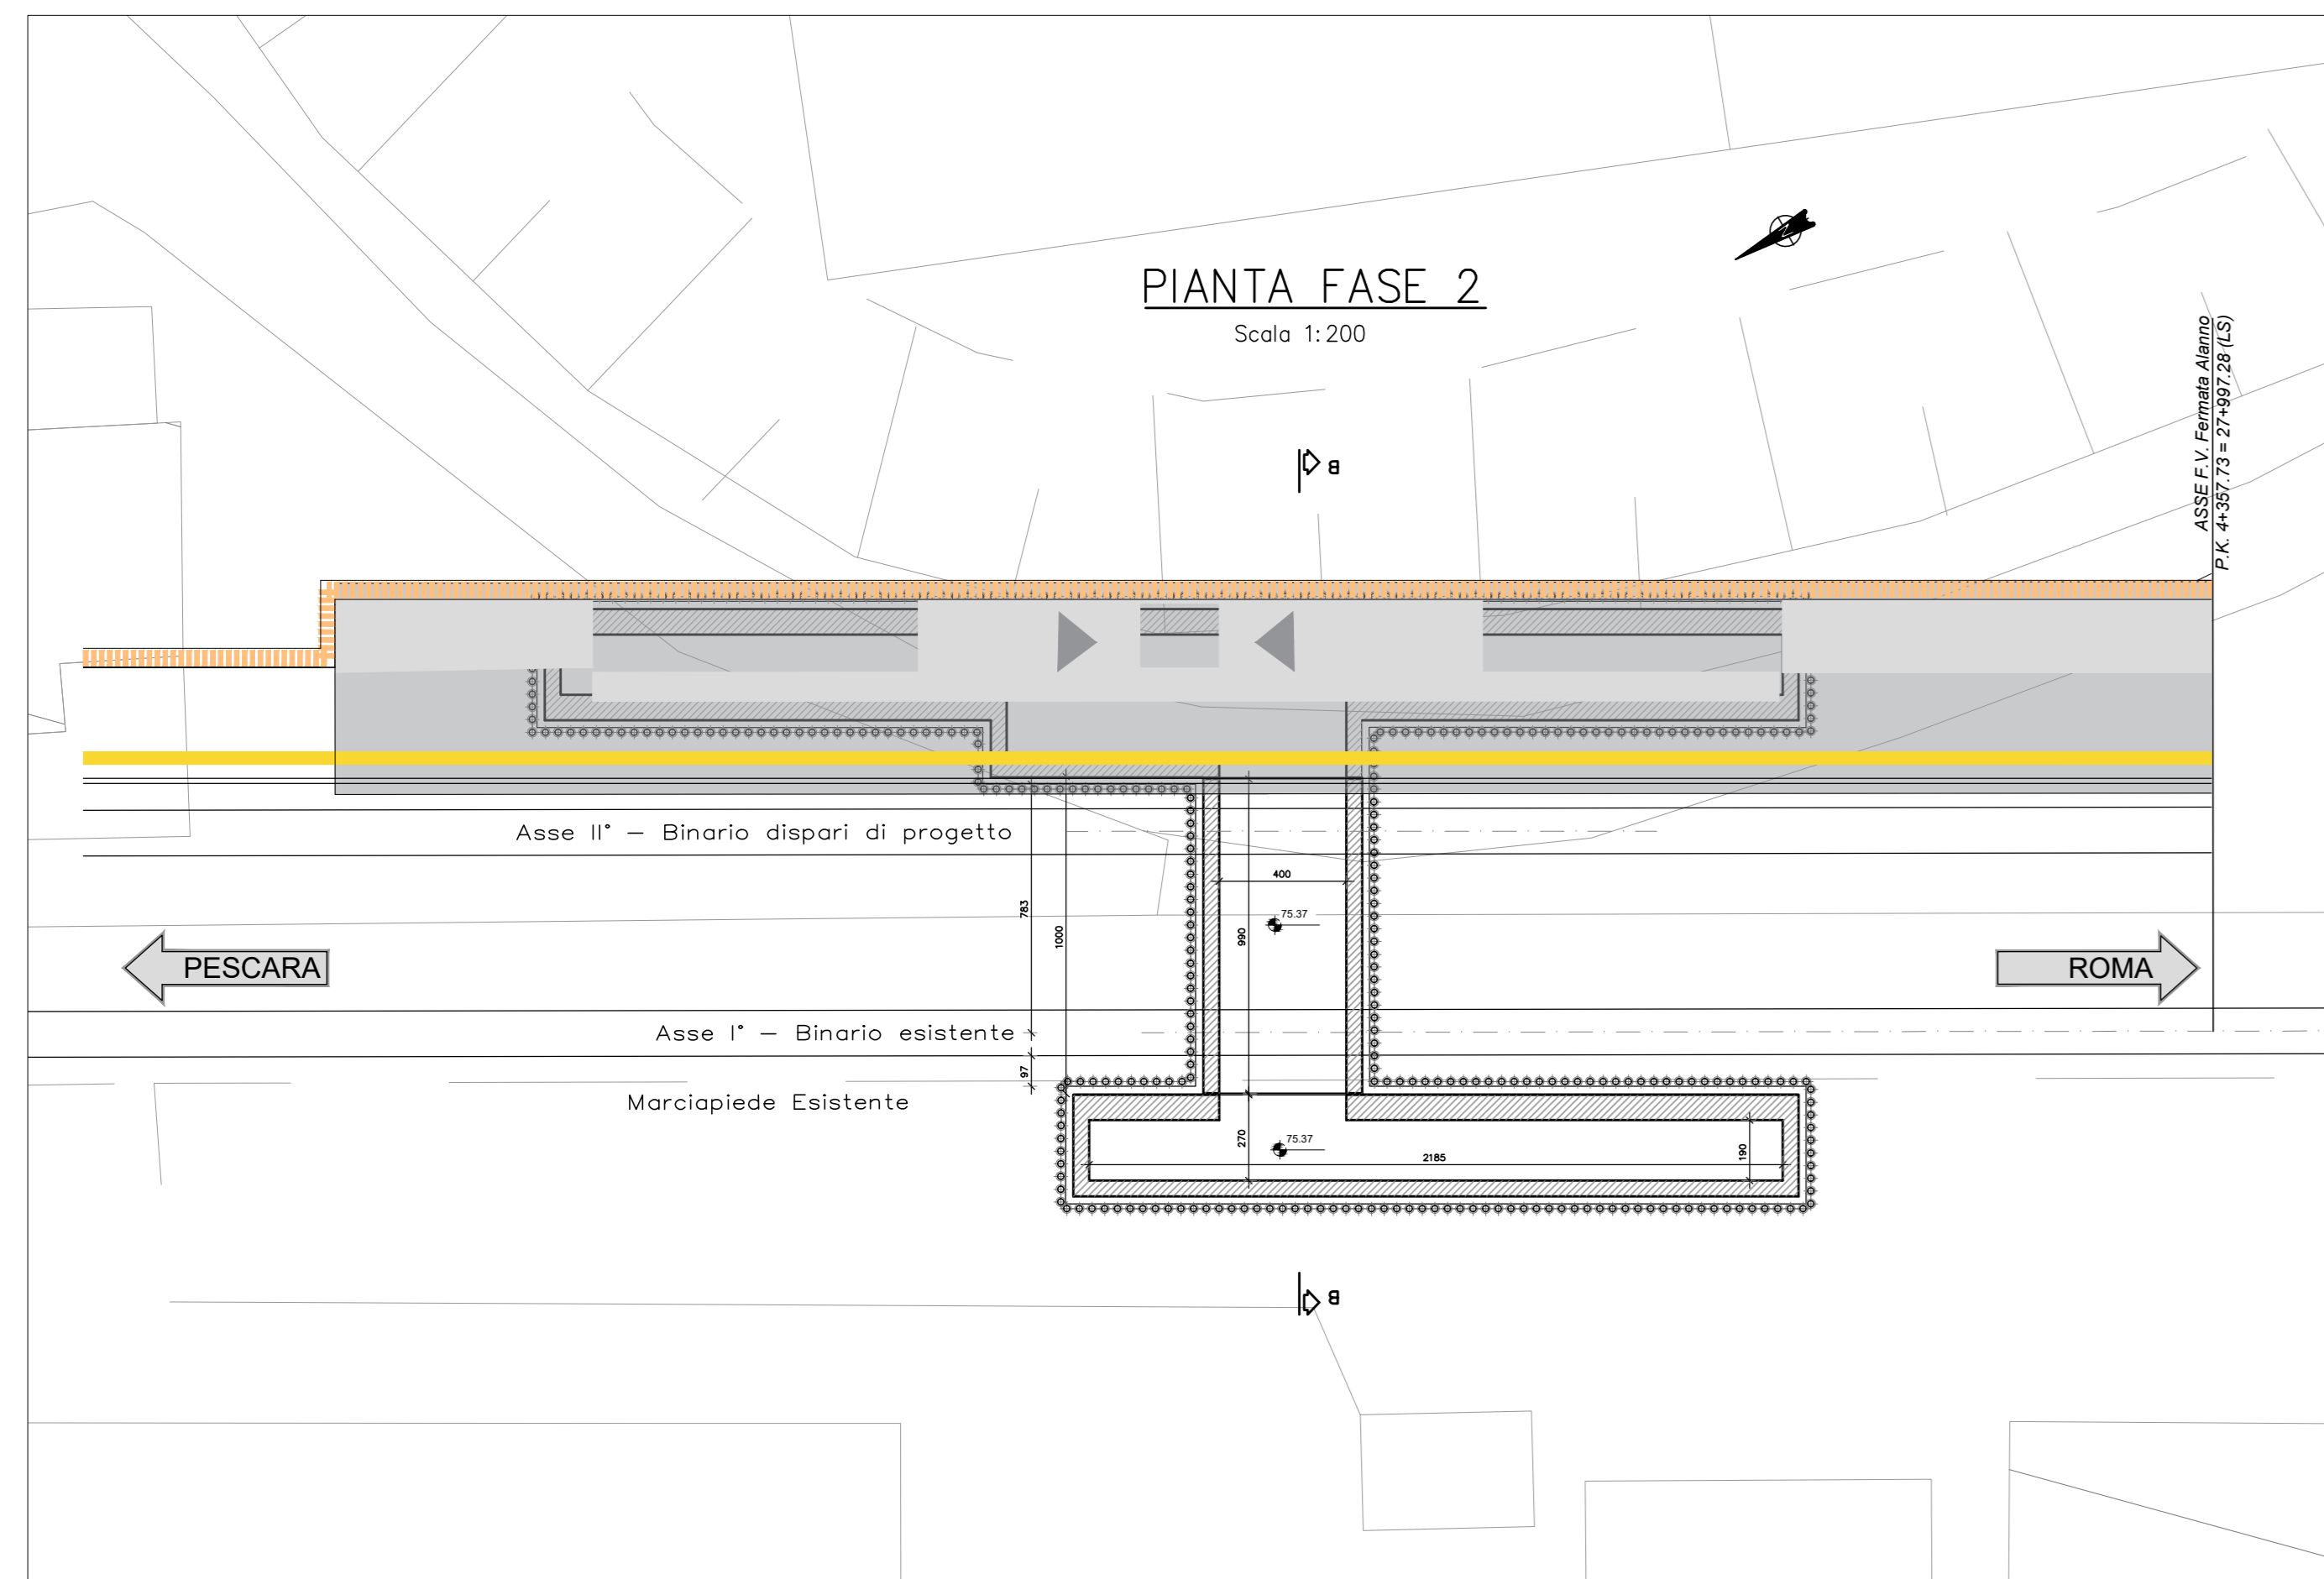 PIANTA FASE 2
Scala 1:200
ASSE F.V. Fermata Alanno
P.K. 4+357.73 = 27+997.28 (LS)
N
B
Asse II° – Binario dispari di progetto
400
783
75.37
1000
990
PESCARA
ROMA
Asse I° – Binario esistente
97
Marciapiede Esistente
270
75.37
190
2185
B